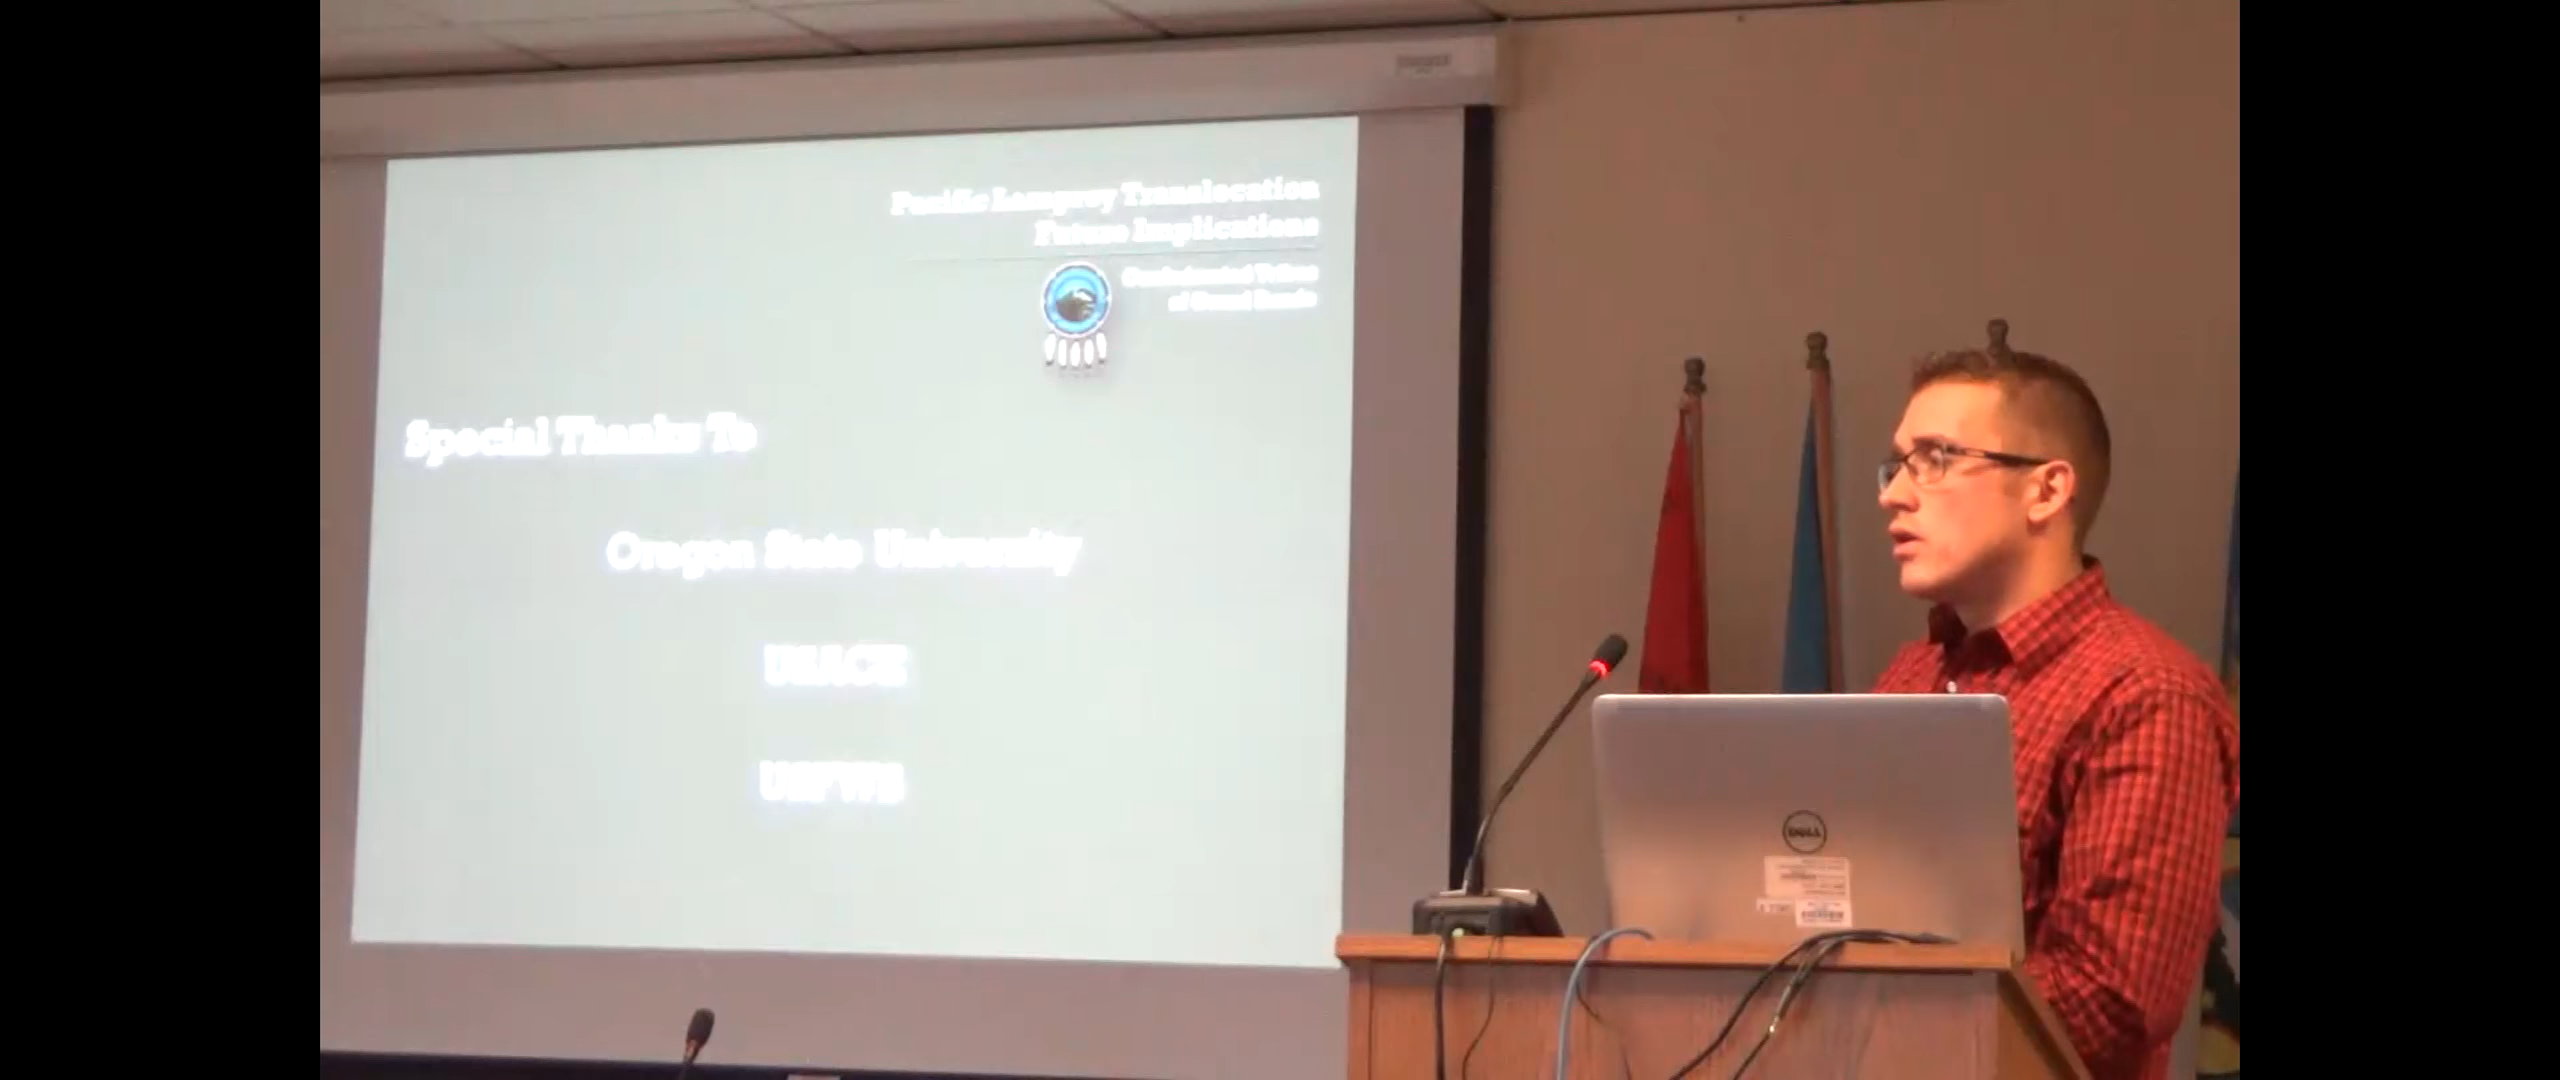 Pacific Lamprey Translocation
Future Implications
Confederated Tribes
of Grand Ronde
Special Thanks To
Oregon State University
USACE
USFWS
DELL